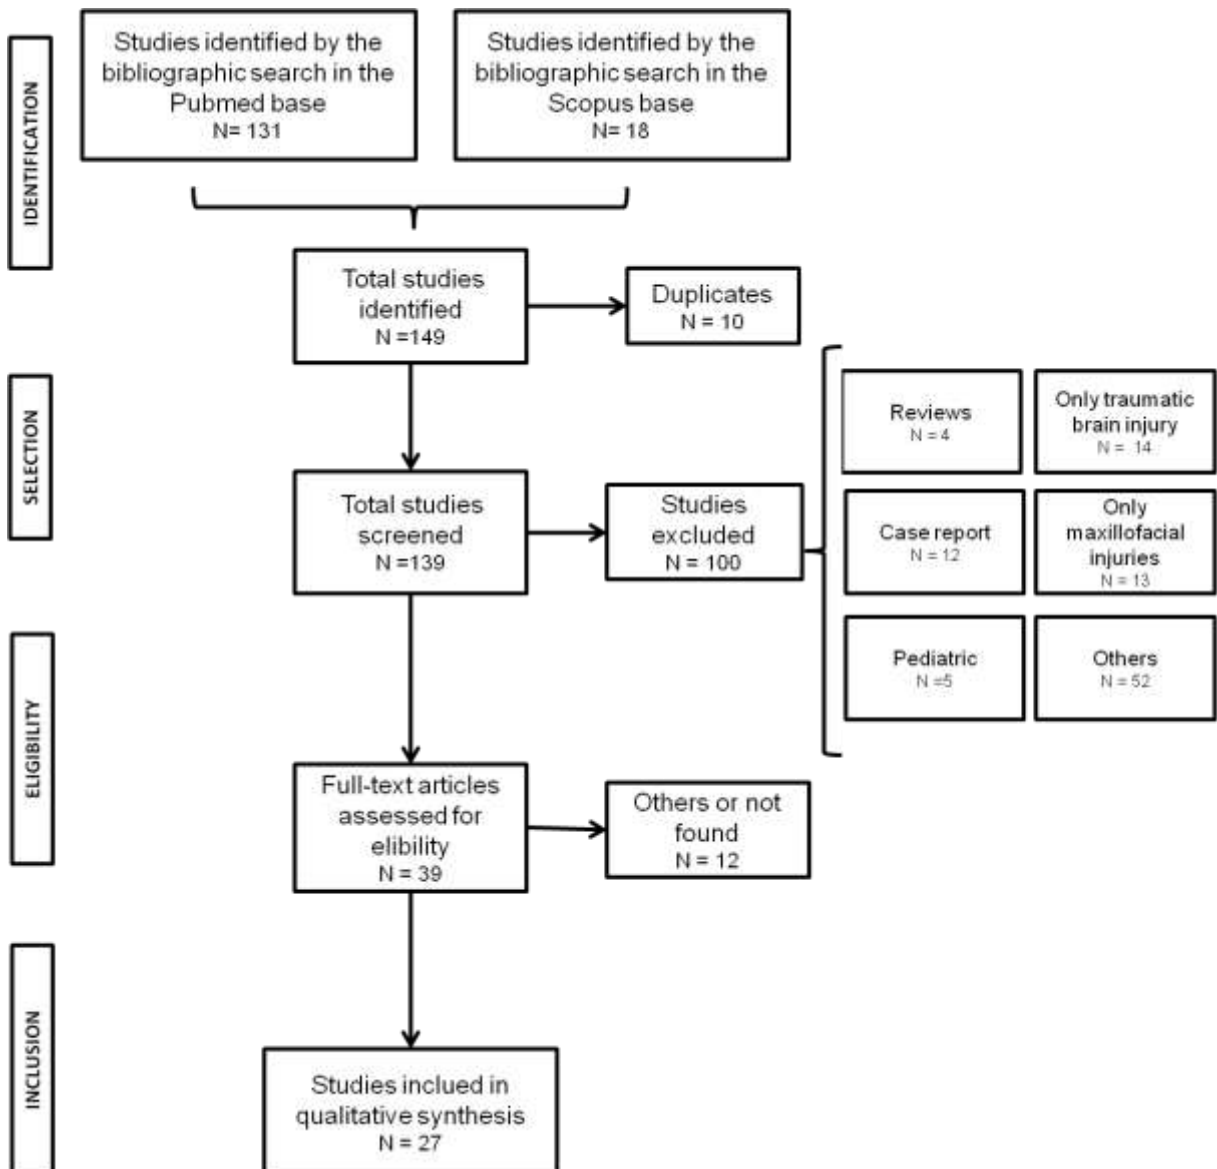 IDENTIFICATION
Studies identified by the
bibliographic search in the
Pubmed base
N= 131
Studies identified by the
bibliographic search in the
Scopus base
N= 18
Total studies
identified
N =149
Duplicates
N = 10
SELECTION
Total studies
screened
N =139
Studies
excluded
N = 100
Reviews
N = 4
Only traumatic
brain injury
N = 14
Case report
N = 12
Only
maxillofacial
injuries
N = 13
Pediatric
N =5
Others
N = 52
ELIGIBILITY
Full-text articles
assessed for
elibility
N = 39
Others or not
found
N = 12
INCLUSION
Studies inclued in
qualitative synthesis
N = 27